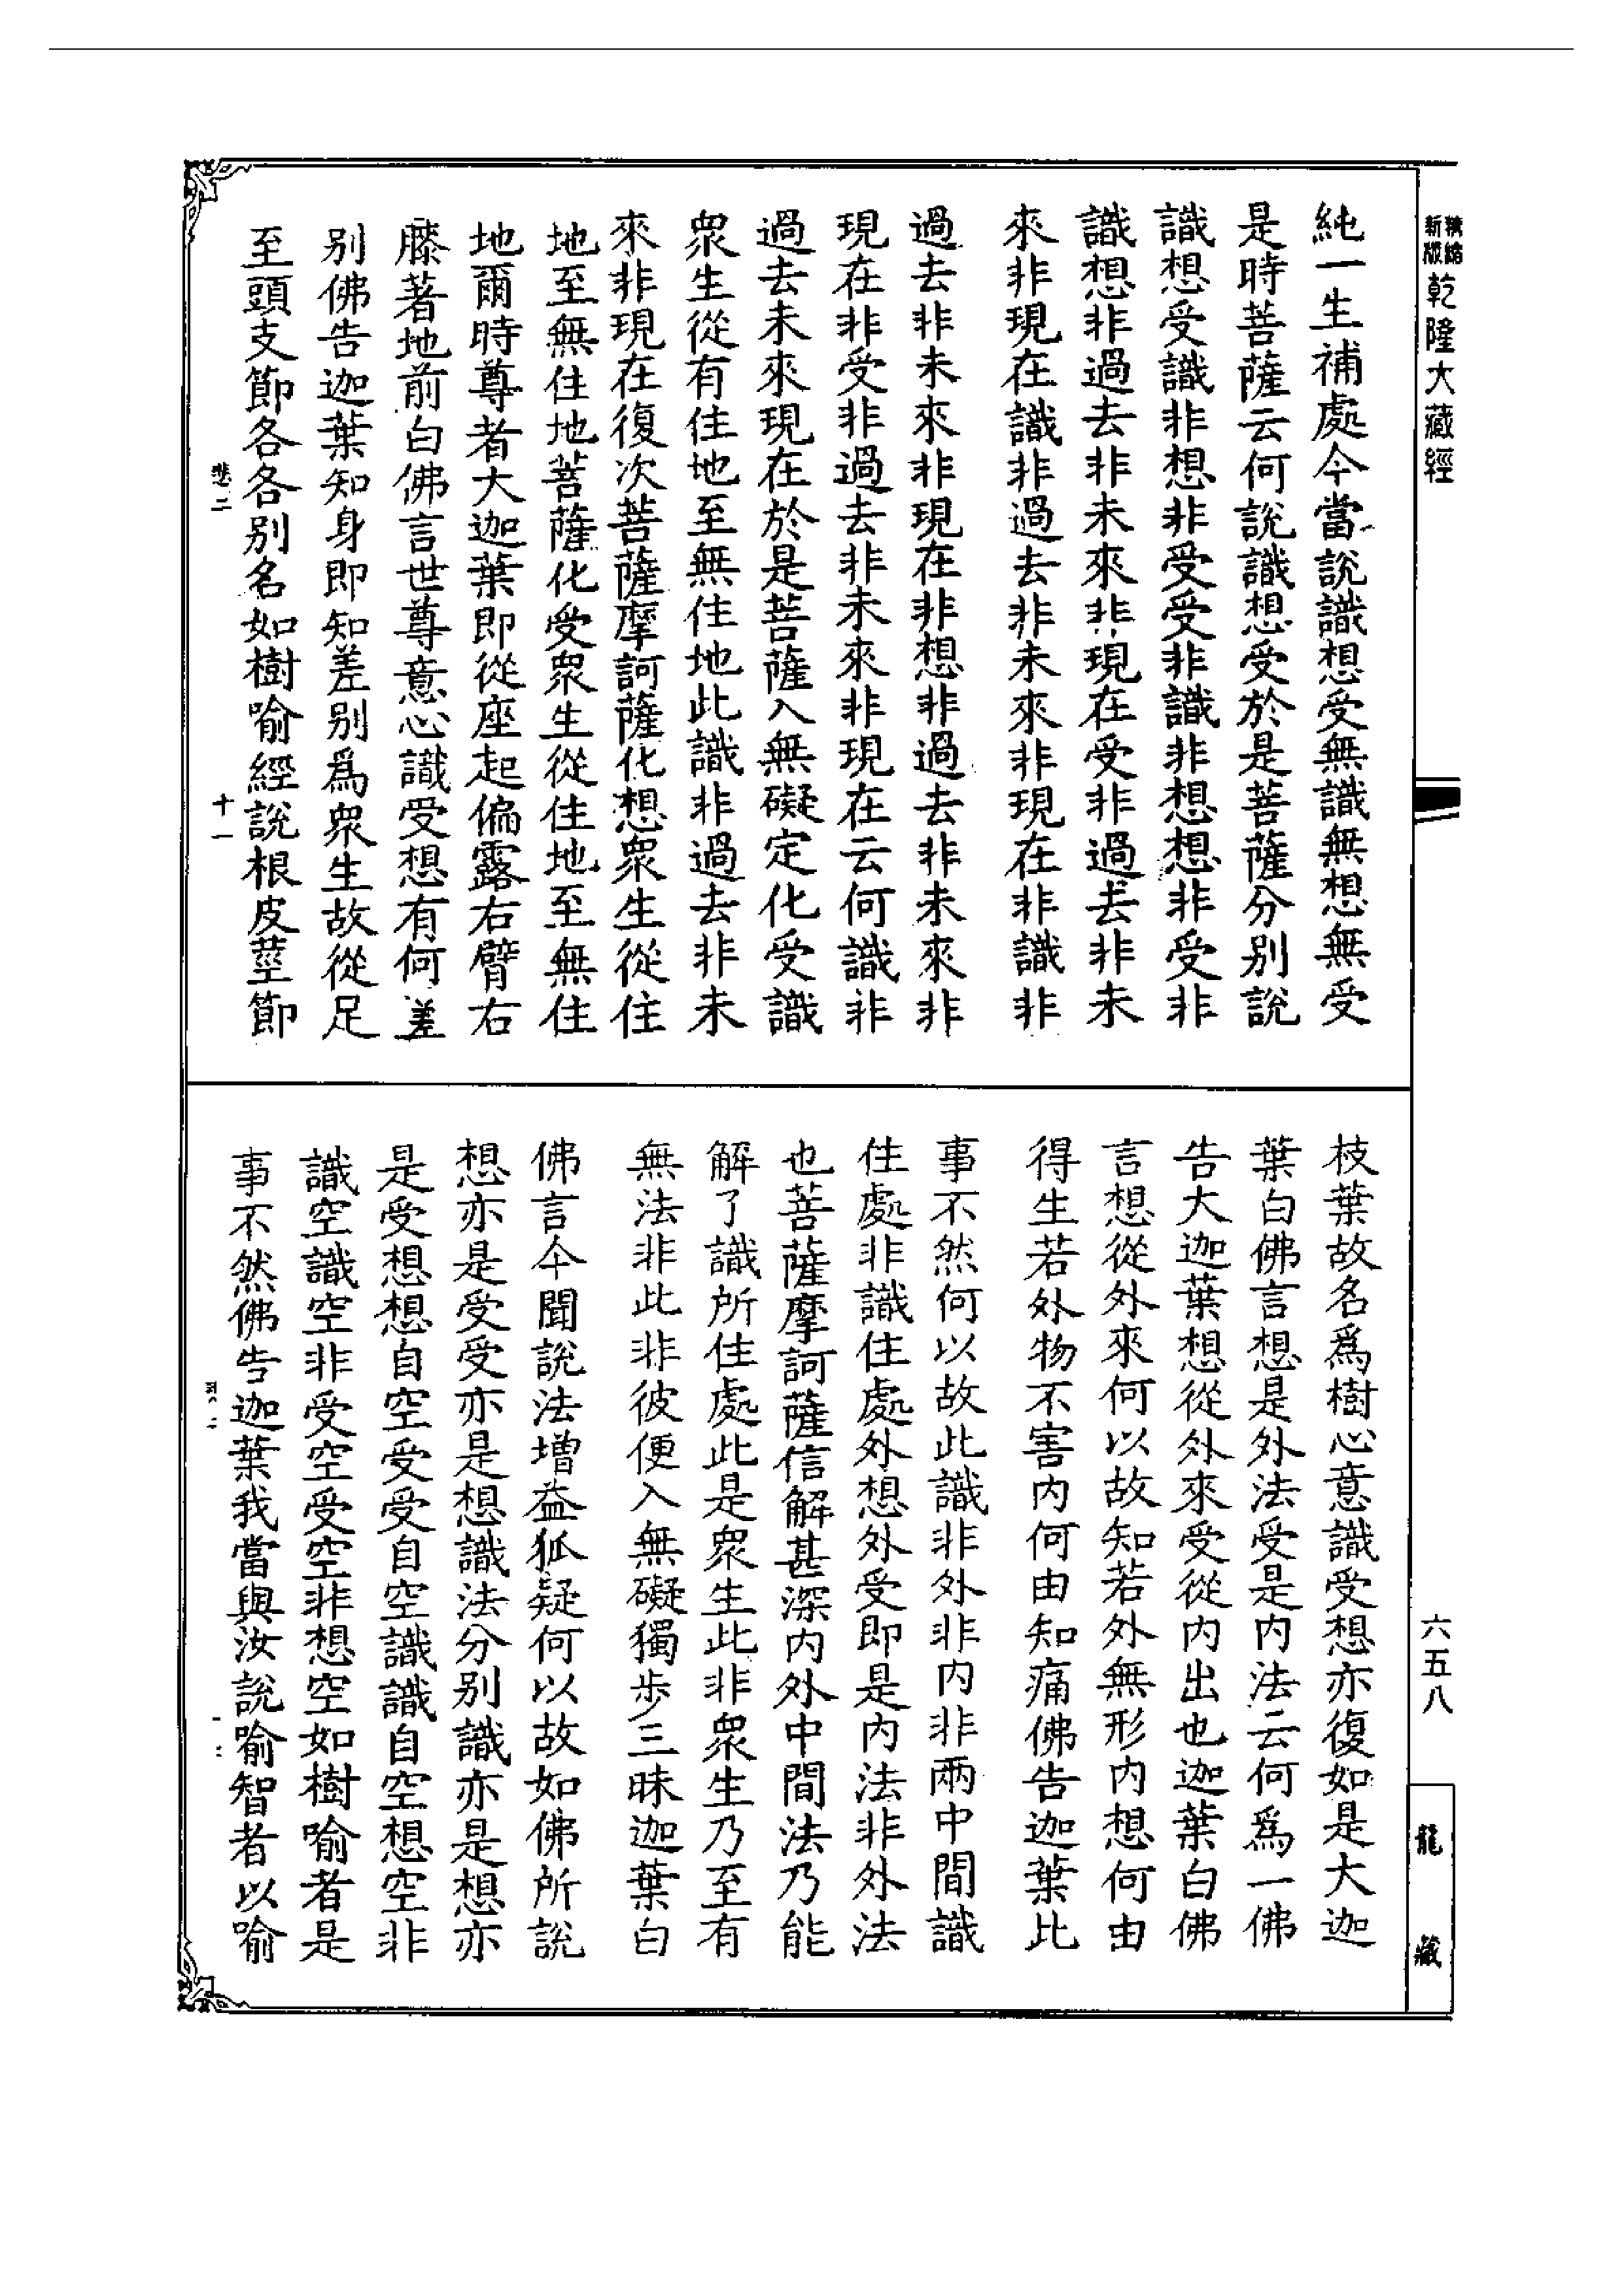 精縮新版乾隆大藏經
純一生補處今當說識想受無識無想無受
是時菩薩云何說識想受於是菩薩分別說
識想受識非想非受受非識非想想非受非
識想非過去非未來非現在受非過去非未
來非現在識非過去非未來非現在非識非
過去非未來非現在非想非過去非未來非
現在非受非過去非未來非現在云何識非
過去未來現在於是菩薩入無礙定化受識
眾生從有住地至無住地此識非過去非未
來非現在復次菩薩摩訶薩化想眾生從住
地至無住地菩薩化受眾生從住地至無住
地爾時尊者大迦葉即從座起偏露右臂右
膝著地前白佛言世尊意心識受想有何差
別佛告迦葉知身即知差別為眾生故從足
至頭支節各各別名如樹喻經說根皮莖節
悲二
十一
枝葉故名為樹心意識受想亦復如是大迦
葉白佛言想是外法受是內法云何為一佛
告大迦葉想從外來受從內出也迦葉白佛
言想從外來何以故知若外無形內想何由
得生若外物不害內何由知痛佛告迦葉比
事不然何以故此識非外非內非兩中間識
住處非識住處外想外受即是內法非外法
也菩薩摩訶薩信解甚深內外中間法乃能
解了識所住處此是眾生此非眾生乃至有
無法非此非彼便入無礙獨步三昧迦葉白
佛言今聞說法增益狐疑何以故如佛所說
想亦是受受亦是想識法分別識亦是想亦
是受想想自空受受自空識識自空想空非
識空識空非受空受空非想空如樹喻者是
事不然佛告迦葉我當與汝說喻智者以喻
六五八
龍藏